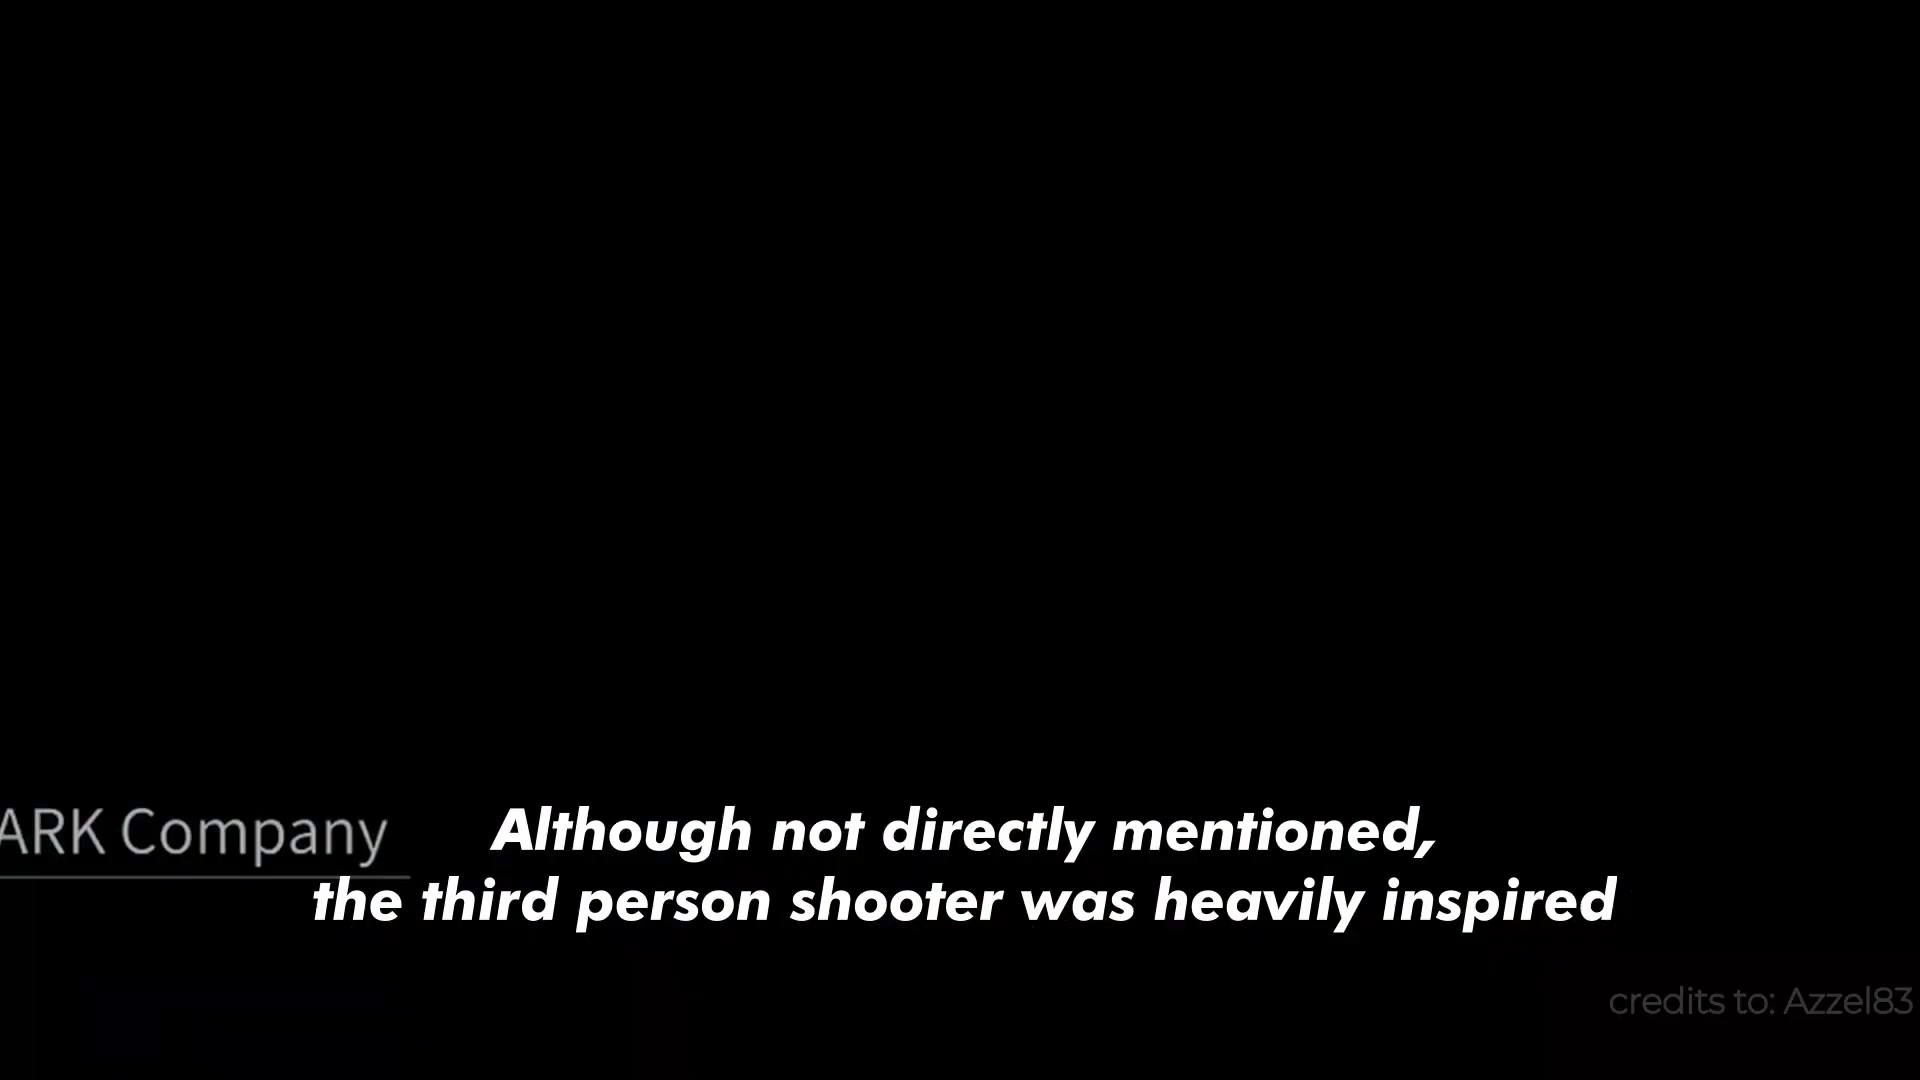 ARK Company
Although not directly mentioned,
the third person shooter was heavily inspired
credits to: Azzel83